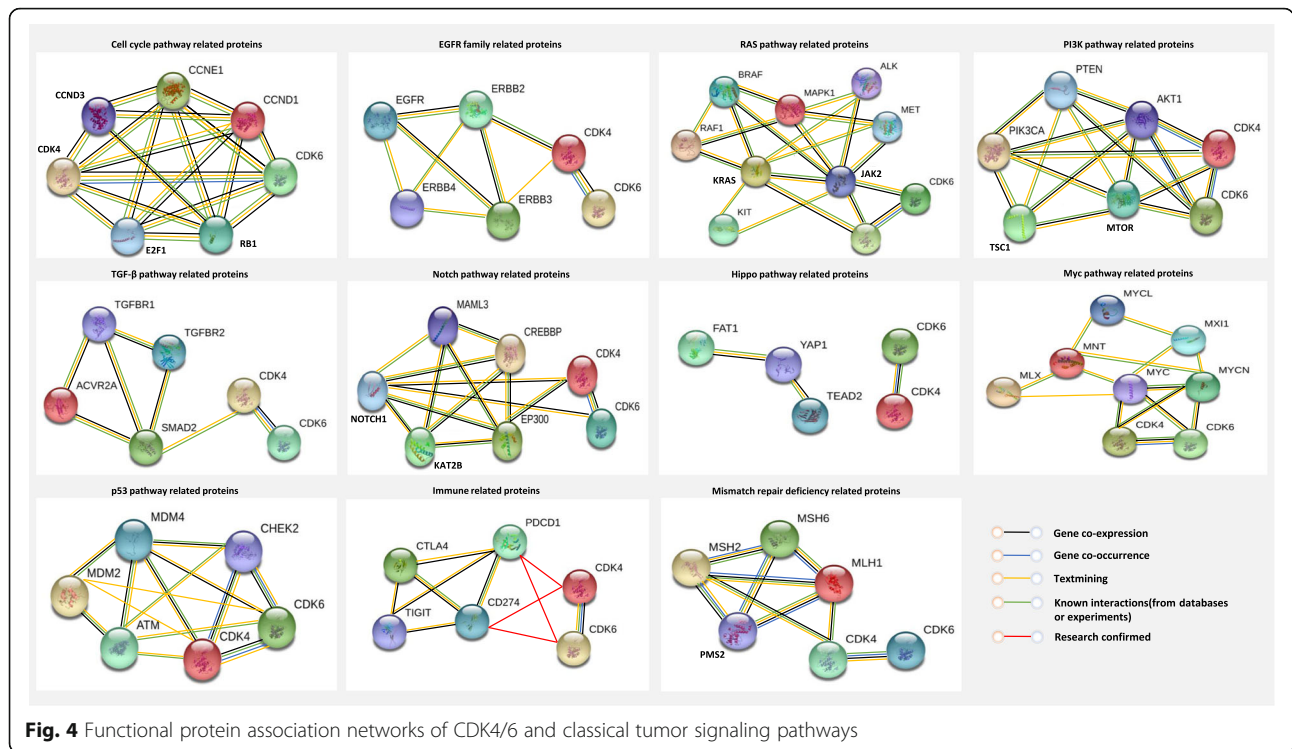 Cell cycle pathway related proteins
CCNE1
CCND3
CCND1
CDK4
CDK6
E2F1
RB1
EGFR family related proteins
EGFR
ERBB2
CDK4
CDK6
ERBB4
ERBB3
RAS pathway related proteins
BRAF
ALK
MAPK1
MET
RAF1
KRAS
JAK2
CDK6
KIT
PI3K pathway related proteins
PTEN
AKT1
CDK4
PIK3CA
CDK6
MTOR
TSC1
TGF-β pathway related proteins
TGFBR1
TGFBR2
CDK4
ACVR2A
SMAD2
CDK6
Notch pathway related proteins
MAML3
CREBBP
CDK4
NOTCH1
CDK6
EP300
KAT2B
Hippo pathway related proteins
FAT1
YAP1
CDK6
TEAD2
CDK4
Myc pathway related proteins
MYCL
MXI1
MNT
MLX
MYC
MYCN
CDK4
CDK6
p53 pathway related proteins
MDM4
CHEK2
MDM2
CDK6
ATM
CDK4
Immune related proteins
PDCD1
CTLA4
CDK4
CD274
TIGIT
CDK6
Mismatch repair deficiency related proteins
MSH6
MSH2
MLH1
PMS2
CDK4
CDK6
Gene co-expression
Gene co-occurrence
Textmining
Known interactions(from databases
or experiments)
Research confirmed
Fig. 4 Functional protein association networks of CDK4/6 and classical tumor signaling pathways